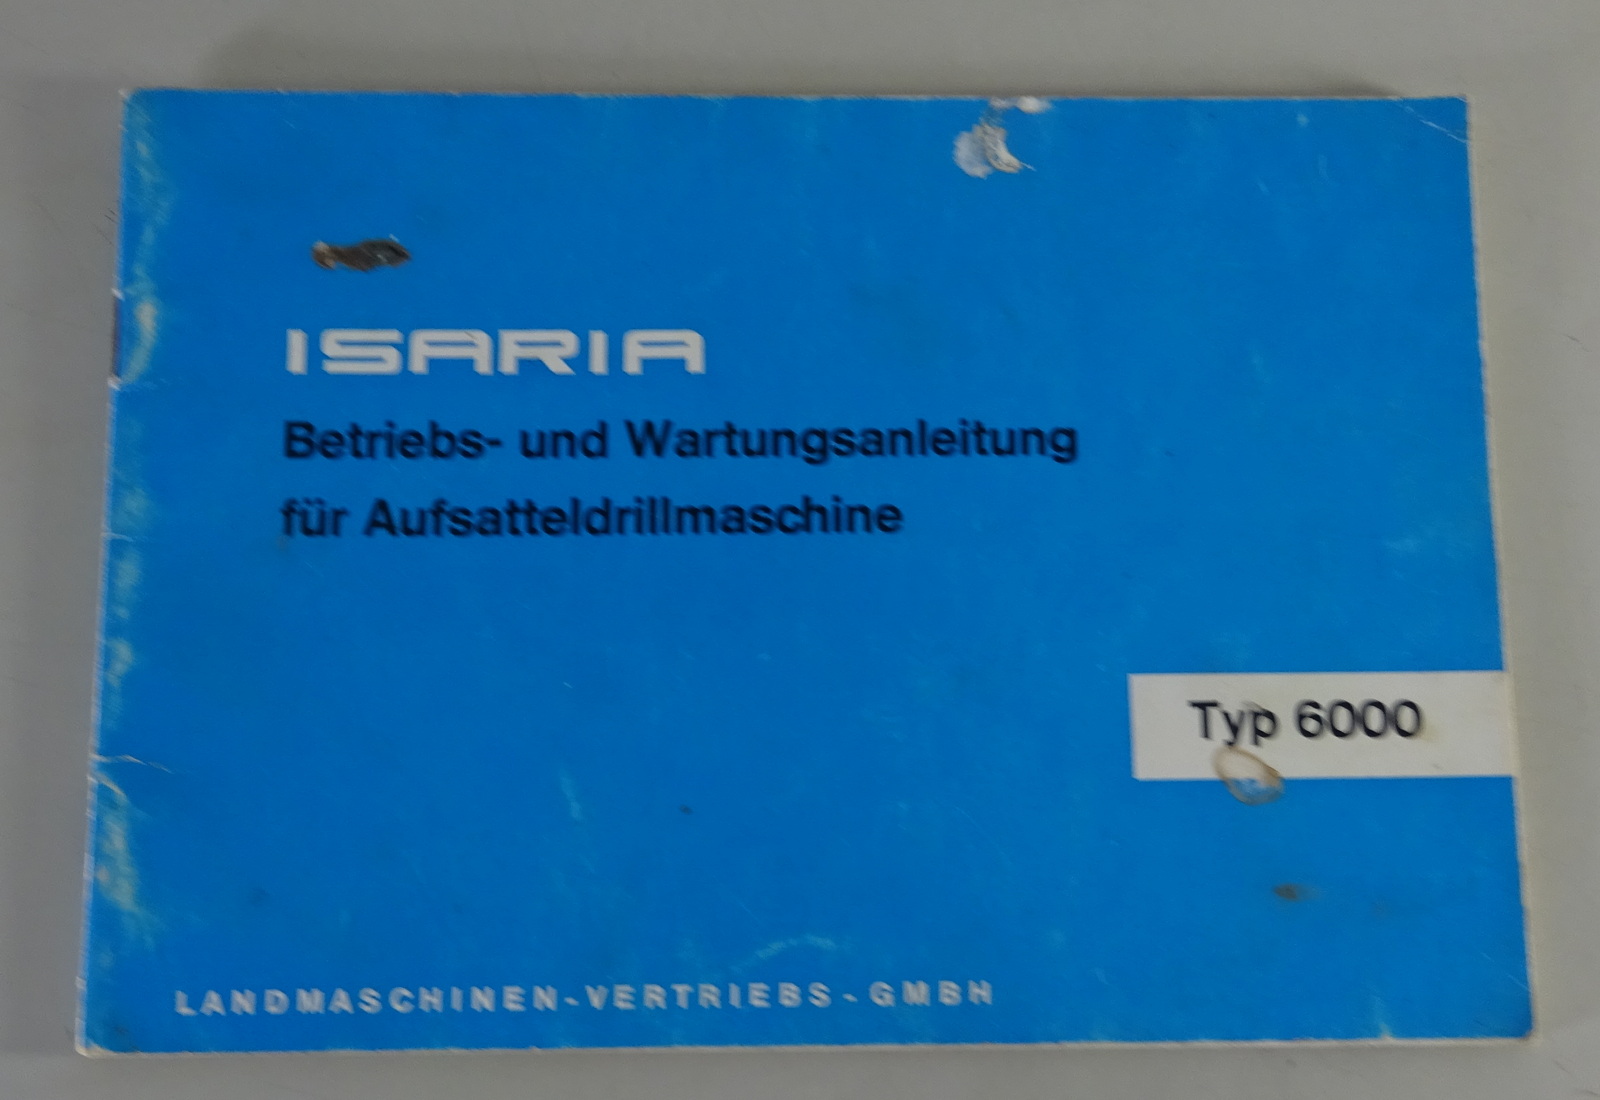 ISARIA
Betriebs- und Wartungsanleitung
für Aufsatteldrillmaschine
Typ 6000
LANDMASCHINEN-VERTRIEBS-GMBH